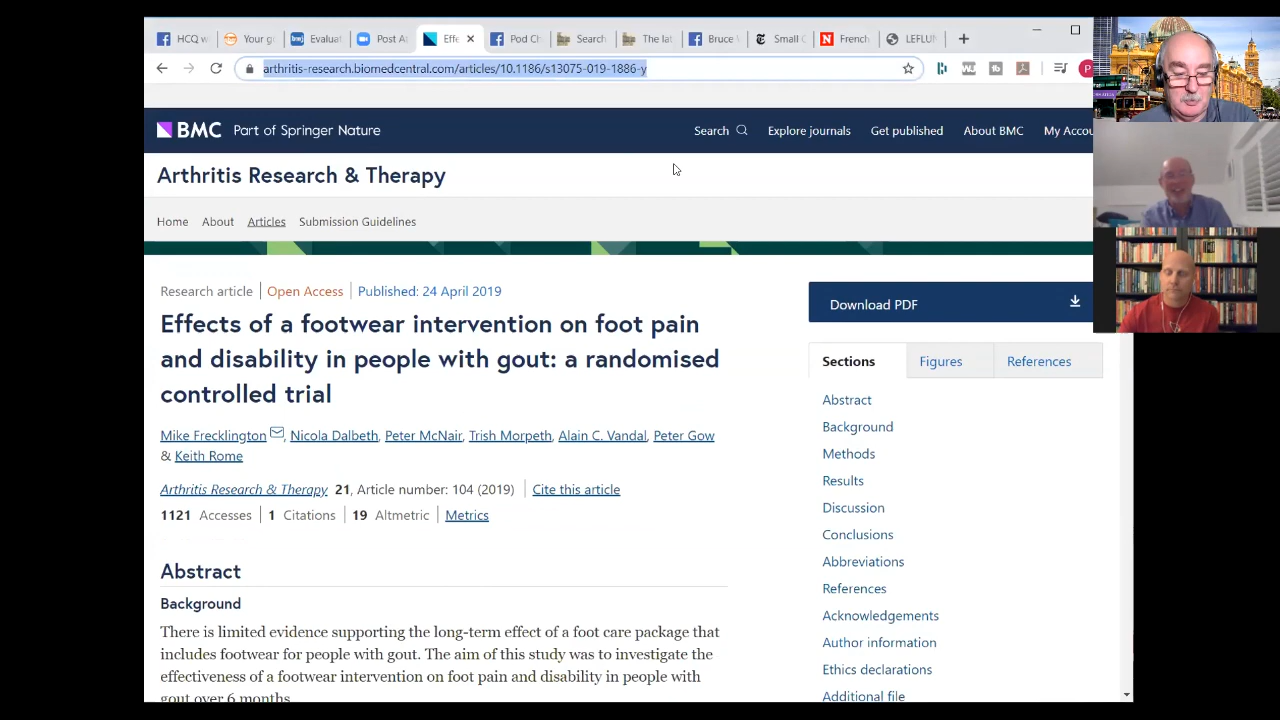 HCQ w
Your g
Evaluat
Post A
Effe
Pod Ch
Search
The lat
Bruce
Small C
French
LEFLUN
arthritis-research.biomedcentral.com/articles/10.1186/s13075-019-1886-y
BMC Part of Springer Nature
Search
Explore journals
Get published
About BMC
My Accou
Arthritis Research & Therapy
Home
About
Articles
Submission Guidelines
Research article
Open Access
Published: 24 April 2019
Effects of a footwear intervention on foot pain
and disability in people with gout: a randomised
controlled trial
Mike Frecklington, Nicola Dalbeth, Peter McNair, Trish Morpeth, Alain C. Vandal, Peter Gow
& Keith Rome
Arthritis Research & Therapy 21, Article number: 104 (2019) Cite this article
1121 Accesses 1 Citations 19 Altmetric Metrics
Abstract
Background
There is limited evidence supporting the long-term effect of a foot care package that
includes footwear for people with gout. The aim of this study was to investigate the
effectiveness of a footwear intervention on foot pain and disability in people with
gout over 6 months.
Download PDF
Sections
Figures
References
Abstract
Background
Methods
Results
Discussion
Conclusions
Abbreviations
References
Acknowledgements
Author information
Ethics declarations
Additional file